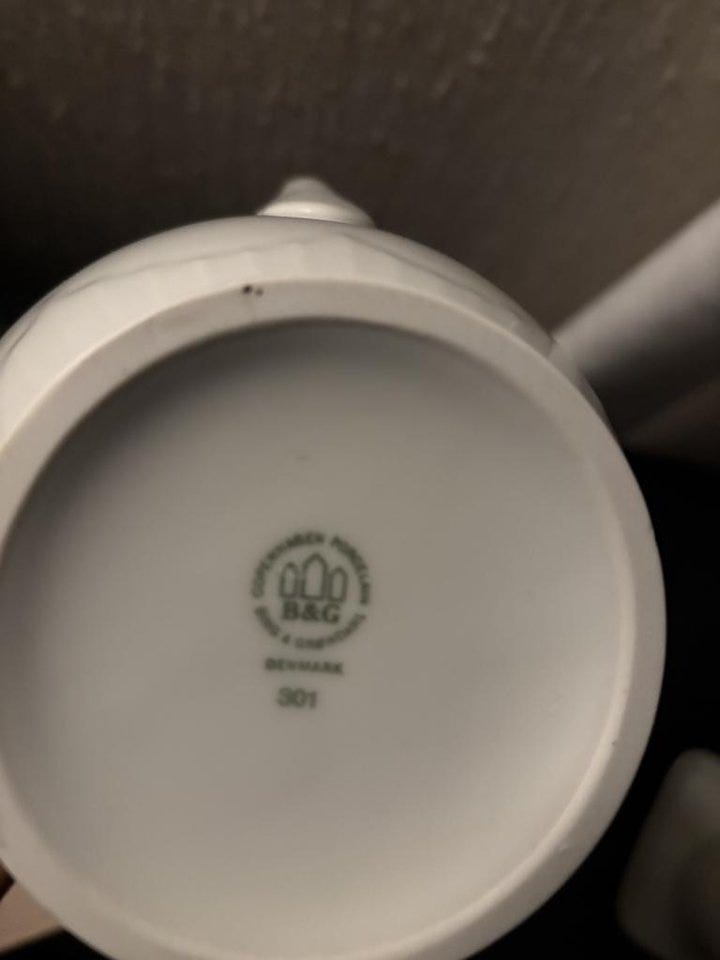 COPENHAGEN PORCELAIN
B&G
BING & GRØNDAHL
DENMARK
301